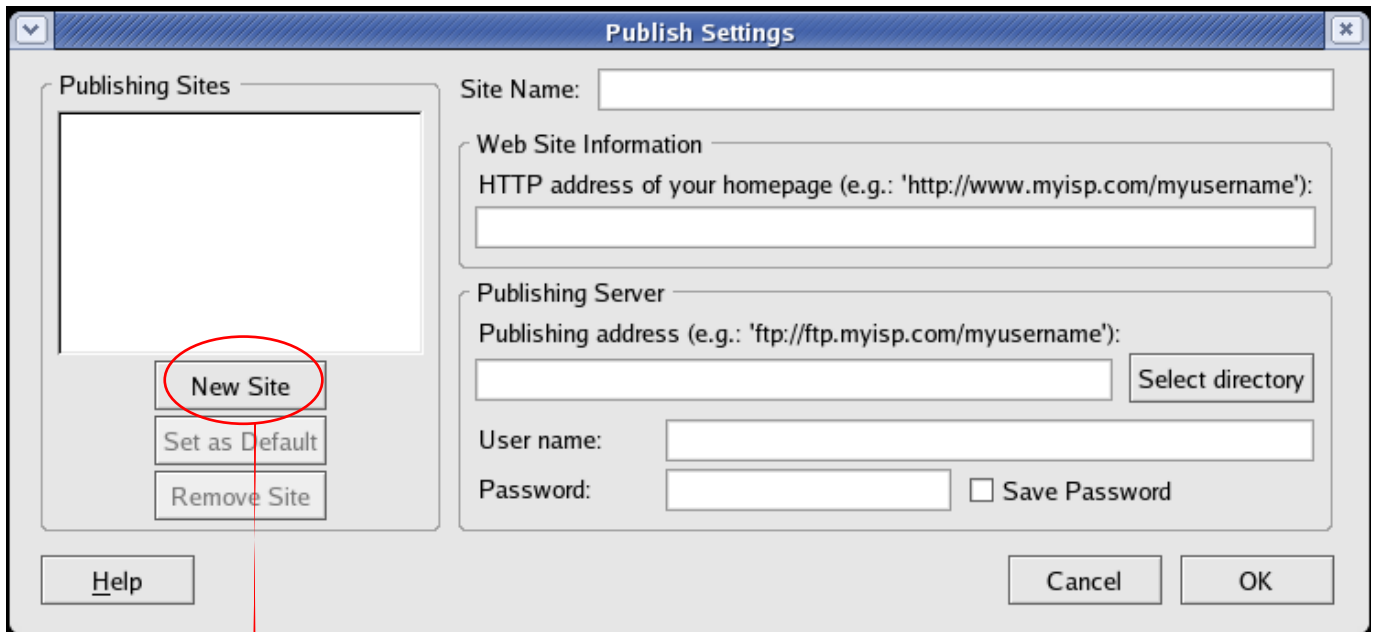 Publish Settings
Publishing Sites
New Site
Set as Default
Remove Site
Site Name:
Web Site Information
HTTP address of your homepage (e.g.: 'http://www.myisp.com/myusername'):
Publishing Server
Publishing address (e.g.: 'ftp://ftp.myisp.com/myusername'):
Select directory
User name:
Password:
Save Password
Help
Cancel
OK